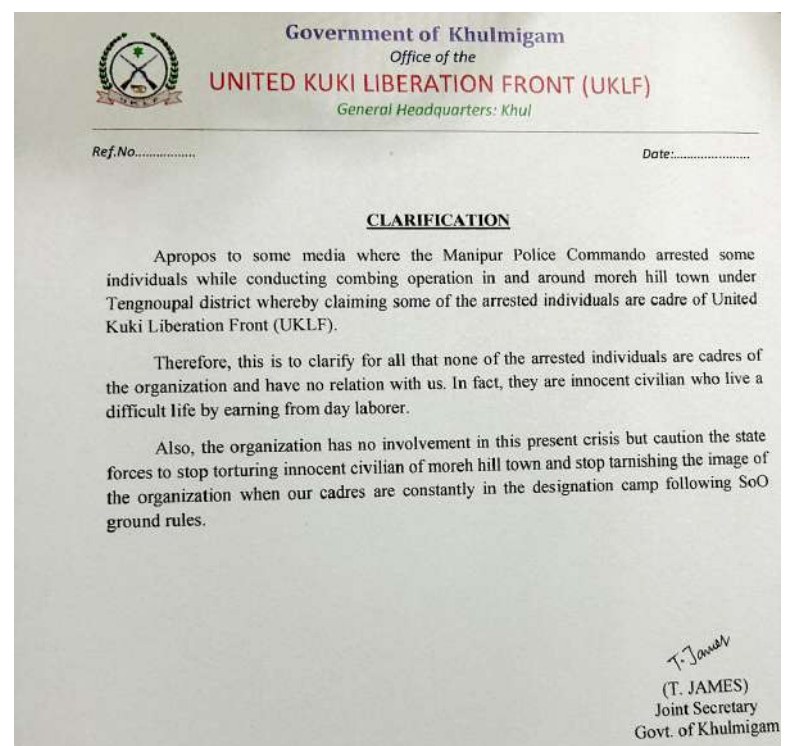 Government of Khulmigam
Office of the
UNITED KUKI LIBERATION FRONT (UKLF)
General Headquarters: Khul
UKLF
Ref.No.................
Date:......................
CLARIFICATION
Apropos to some media where the Manipur Police Commando arrested some
individuals while conducting combing operation in and around moreh hill town under
Tengnoupal district whereby claiming some of the arrested individuals are cadre of United
Kuki Liberation Front (UKLF).
Therefore, this is to clarify for all that none of the arrested individuals are cadres of
the organization and have no relation with us. In fact, they are innocent civilian who live a
difficult life by earning from day laborer.
Also, the organization has no involvement in this present crisis but caution the state
forces to stop torturing innocent civilian of moreh hill town and stop tarnishing the image of
the organization when our cadres are constantly in the designation camp following SoO
ground rules.
T. James
(T. JAMES)
Joint Secretary
Govt. of Khulmigam